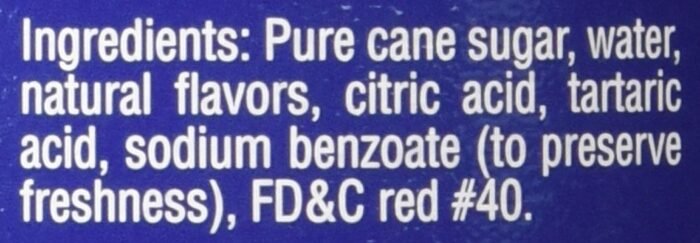 Ingredients: Pure cane sugar, water,
natural flavors, citric acid, tartaric
acid, sodium benzoate (to preserve
freshness), FD&C red #40.